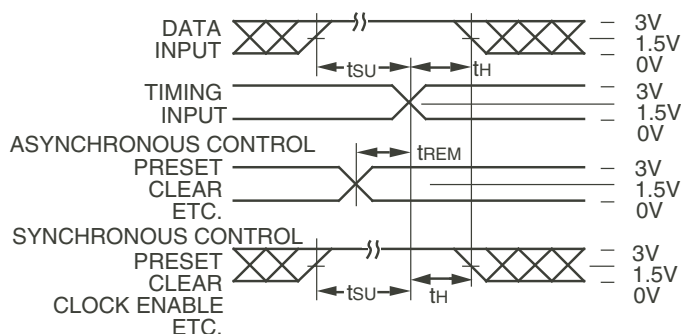 DATA
INPUT
3V
1.5V
0V
tSU
tH
TIMING
INPUT
3V
1.5V
0V
ASYNCHRONOUS CONTROL
tREM
PRESET
CLEAR
ETC.
3V
1.5V
0V
SYNCHRONOUS CONTROL
PRESET
CLEAR
CLOCK ENABLE
ETC.
3V
1.5V
0V
tSU
tH